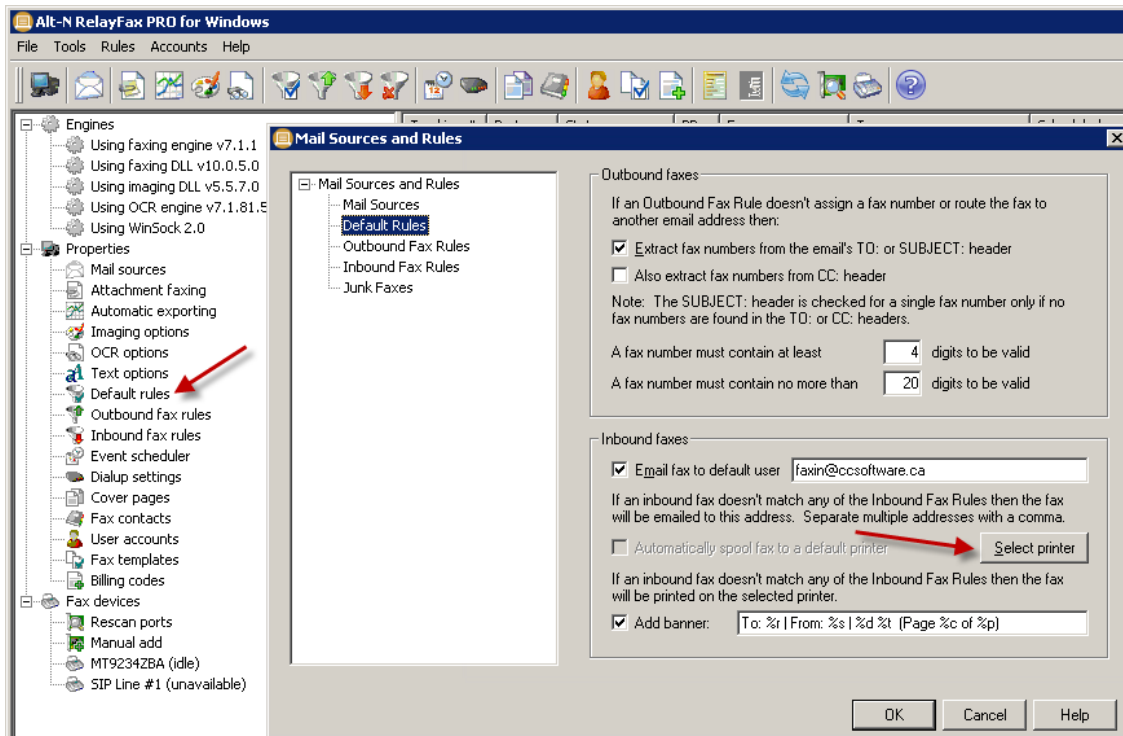 Alt-N RelayFax PRO for Windows
File Tools Rules Accounts Help
Engines
Using faxing engine v7.1.1
Using faxing DLL v10.0.5.0
Using imaging DLL v5.5.7.0
Using OCR engine v7.1.81.5
Using WinSock 2.0
Properties
Mail sources
Attachment faxing
Automatic exporting
Imaging options
OCR options
Text options
Default rules
Outbound fax rules
Inbound fax rules
Event scheduler
Dialup settings
Cover pages
Fax contacts
User accounts
Fax templates
Billing codes
Fax devices
Rescan ports
Manual add
MT9234ZBA (idle)
SIP Line #1 (unavailable)
Mail Sources and Rules
Mail Sources and Rules
Mail Sources
Default Rules
Outbound Fax Rules
Inbound Fax Rules
Junk Faxes
Outbound faxes
If an Outbound Fax Rule doesn't assign a fax number or route the fax to
another email address then:
Extract fax numbers from the email's TO: or SUBJECT: header
Also extract fax numbers from CC: header
Note: The SUBJECT: header is checked for a single fax number only if no
fax numbers are found in the TO: or CC: headers.
A fax number must contain at least 4 digits to be valid
A fax number must contain no more than 20 digits to be valid
Inbound faxes
Email fax to default user faxin@ccsoftware.ca
If an inbound fax doesn't match any of the Inbound Fax Rules then the fax
will be emailed to this address. Separate multiple addresses with a comma.
Automatically spool fax to a default printer Select printer
If an inbound fax doesn't match any of the Inbound Fax Rules then the fax
will be printed on the selected printer.
Add banner: To: %r | From: %s | %d %t (Page %c of %p)
OK Cancel Help